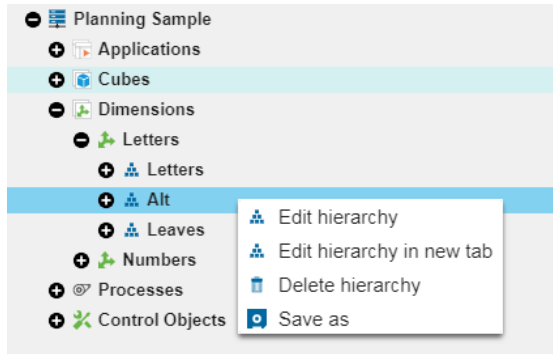 Planning Sample
Applications
Cubes
Dimensions
Letters
Letters
Alt
Leaves
Numbers
Processes
Control Objects
Edit hierarchy
Edit hierarchy in new tab
Delete hierarchy
Save as